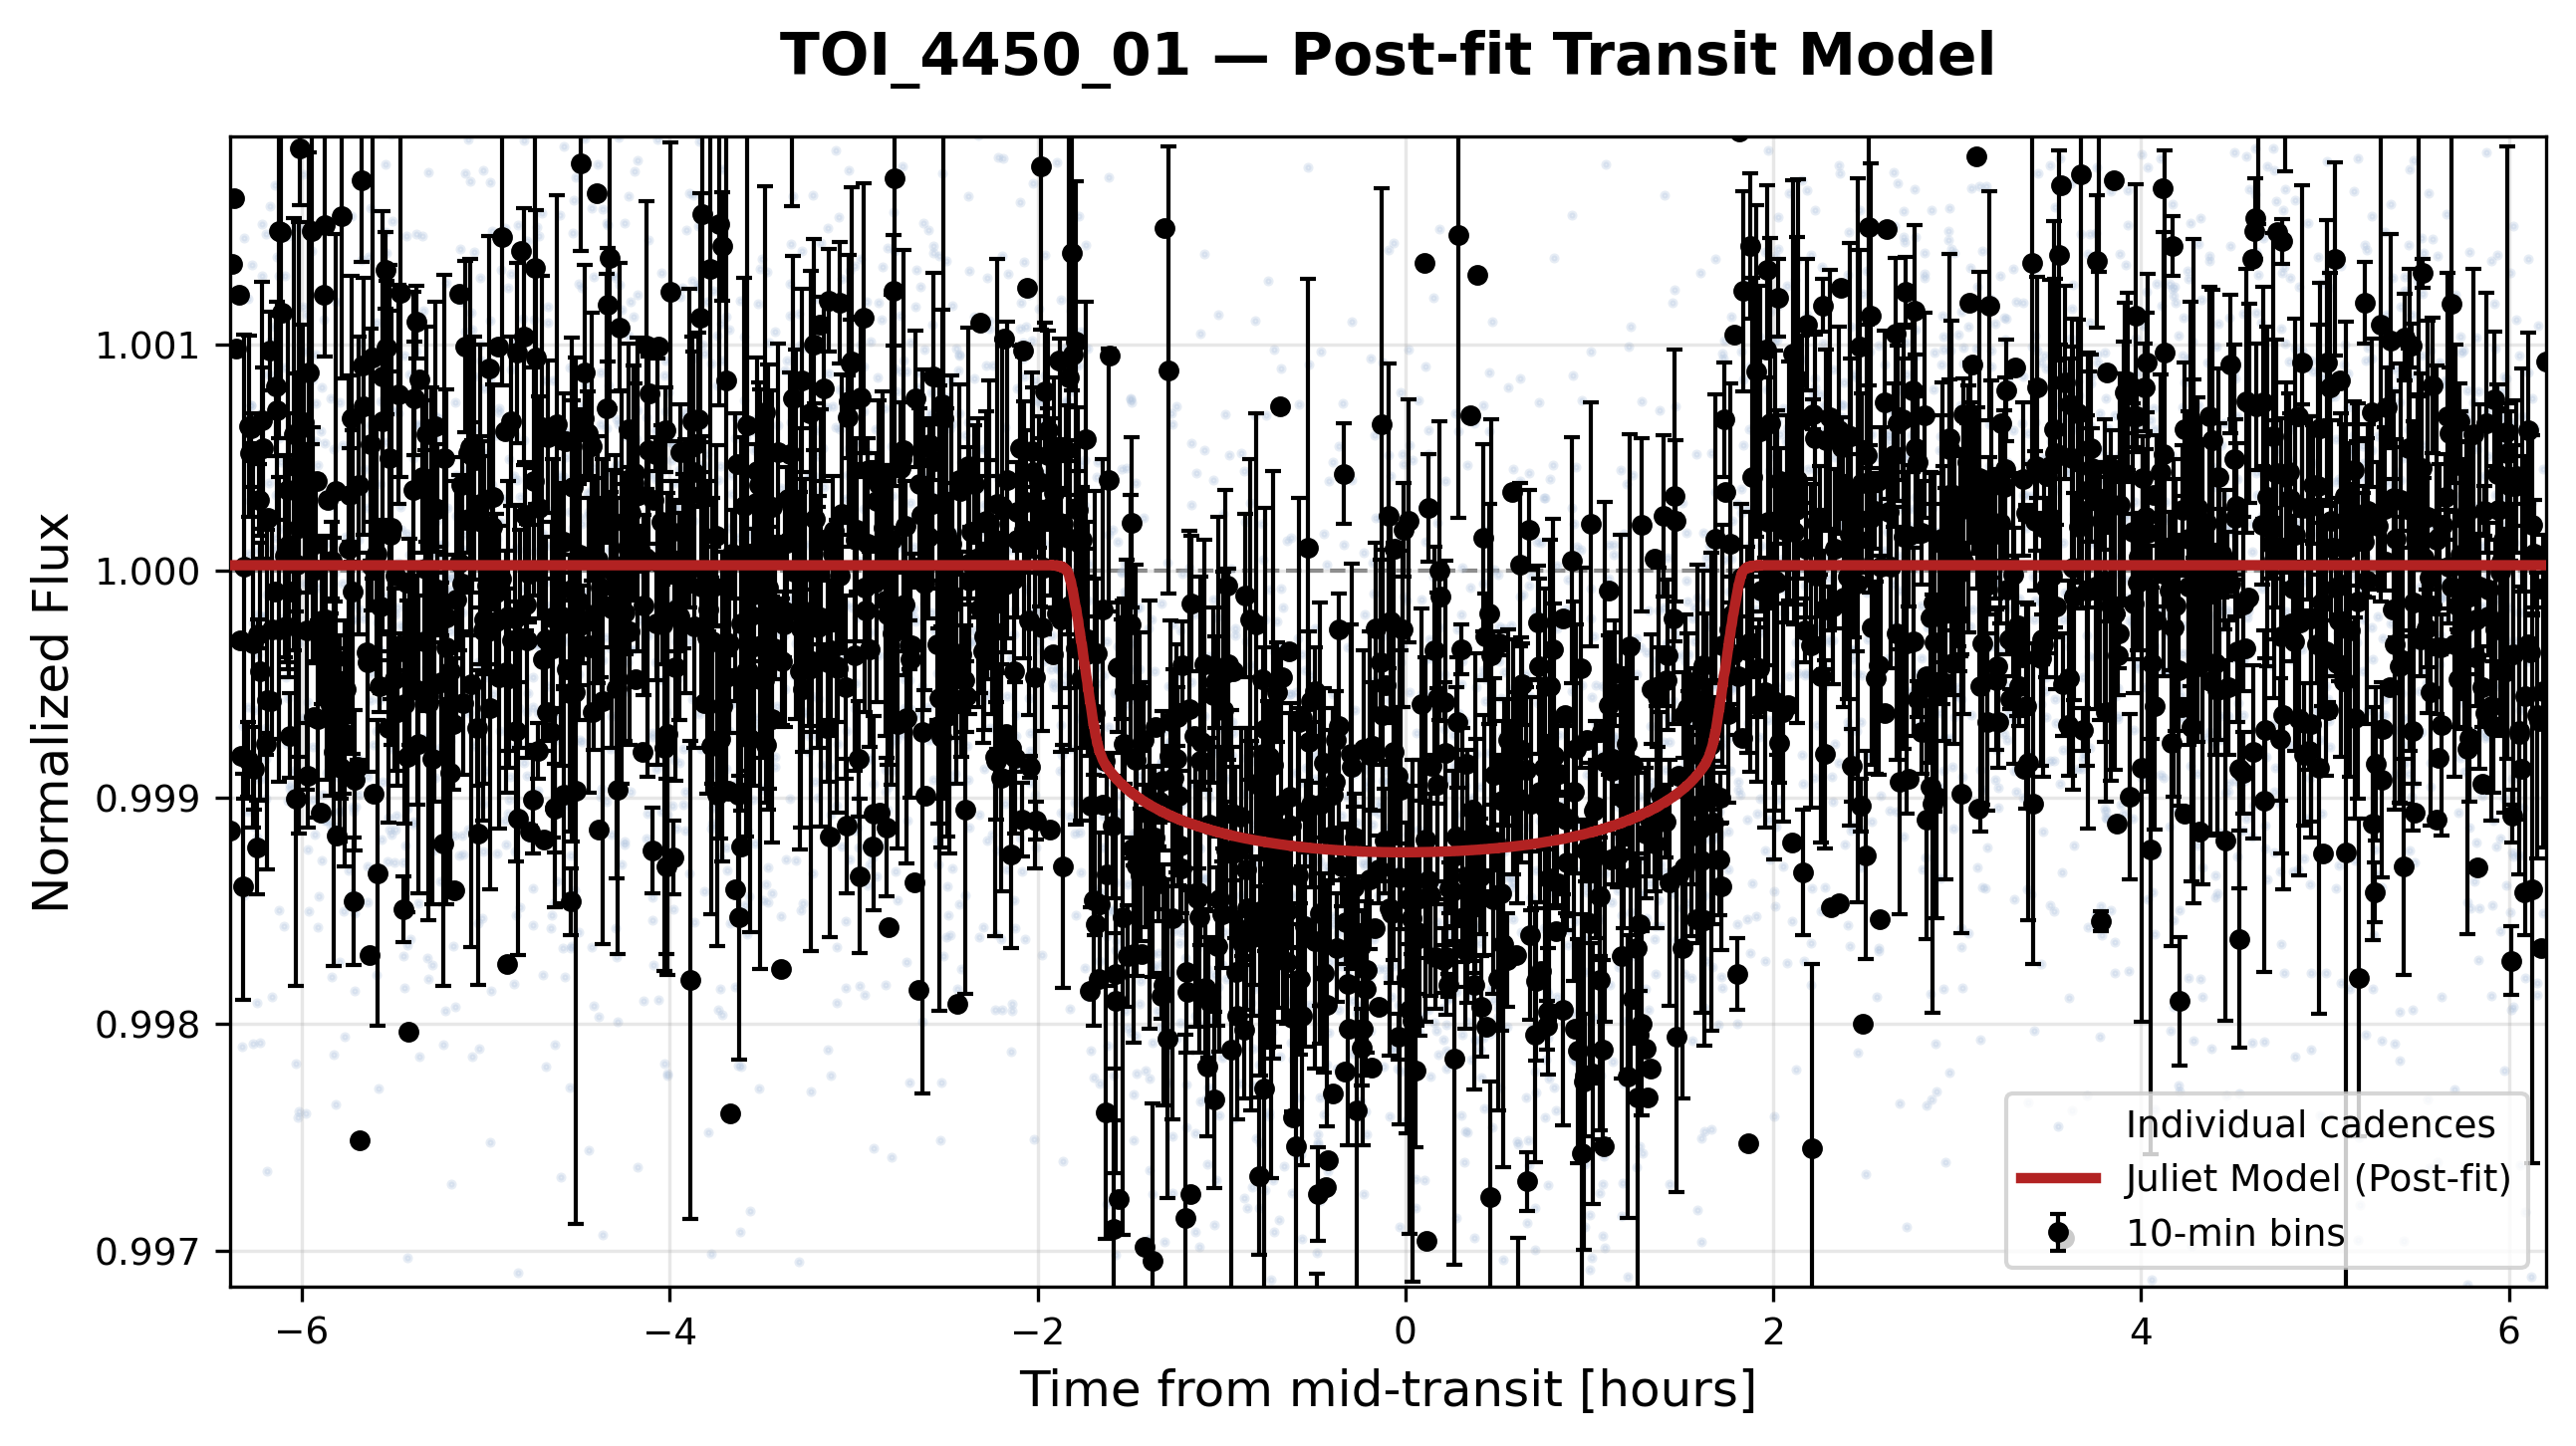 TOI_4450_01 — Post-fit Transit Model
Normalized Flux
1.001
1.000
0.999
0.998
0.997
−6
−4
−2
0
2
4
6
Time from mid-transit [hours]
Individual cadences
Juliet Model (Post-fit)
10-min bins